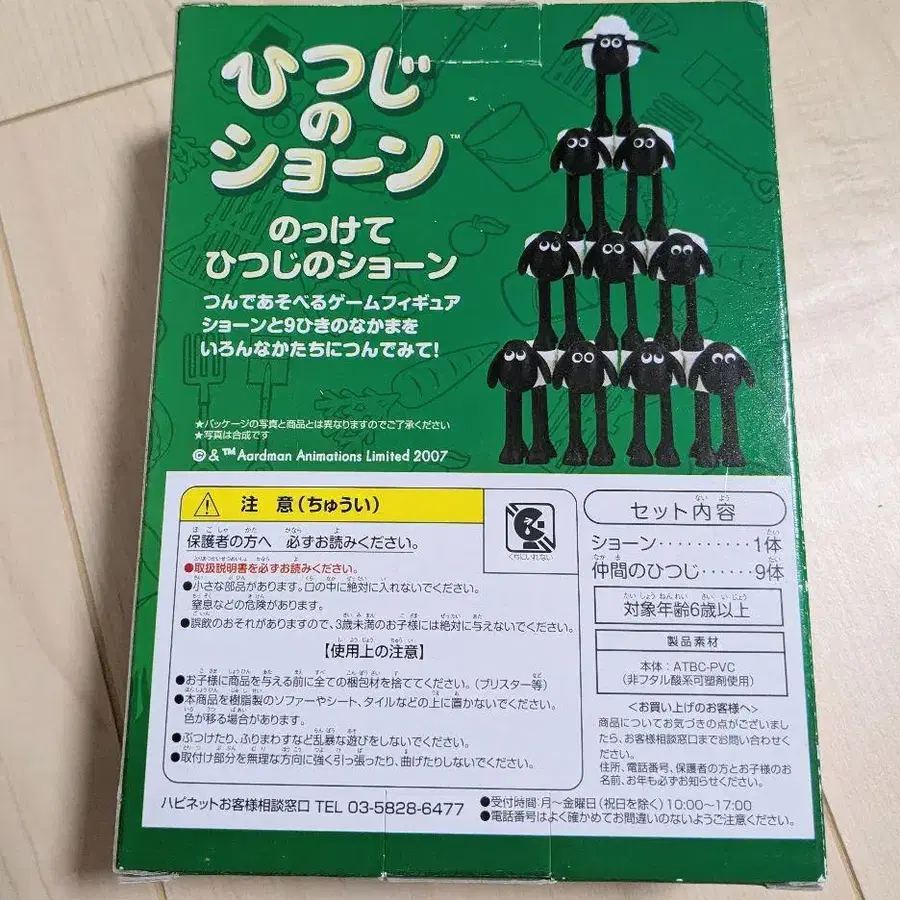 ひつじ
の
ショーン™
のっけて
ひつじのショーン
つんであそべるゲームフィギュア
ショーンと9ひきのなかまを
いろんなかたちにつんでみて!
★パッケージの写真と商品とは異なりますのでご了承ください
★写真は合成です
© & ™ Aardman Animations Limited 2007
注 意(ちゅうい)
保護者の方へ 必ずお読みください。
●取扱説明書を必ずお読みください。
●小さな部品があります。口の中に絶対に入れないでください。
窒息などの危険があります。
●誤飲のおそれがありますので、3歳未満のお子様には絶対に与えないでください。
くちにいれない
【使用上の注意】
●お子様に商品を与える前に全ての梱包材を捨ててください。(ブリスター等)
●本商品を樹脂製のソファーやシート、タイルなどの上に置かないでください。
色が移る場合があります。
●ぶつけたり、ふりまわすなど乱暴な遊びをしないでください。
●取付け部分を無理な方向に強く引っ張ったり、曲げたりしないでください。
セット内容
ショーン・・・・・・・・・・1体
仲間のひつじ・・・・・・9体
対象年齢6歳以上
製品素材
本体:ATBC-PVC
(非フタル酸系可塑剤使用)
<お買い上げのお客様へ>
商品についてお気づきの点がございまし
たら、お客様相談窓口までお問い合わせく
ださい。
住所、電話番号、保護者の方とお子様のお
名前、お年も必ずお知らせください。
ハピネットお客様相談窓口 TEL 03-5828-6477
●受付時間:月〜金曜日(祝日を除く)10:00〜17:00
●電話番号はよく確かめてお間違いのないようご注意ください。